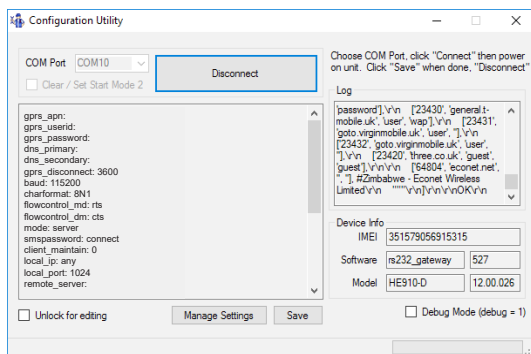 Configuration Utility
COM Port
COM10
Clear / Set Start Mode 2
Disconnect
Choose COM Port, click "Connect" then power
on unit. Click "Save" when done, "Disconnect"
gprs_apn:
gprs_userid:
gprs_password:
dns_primary:
dns_secondary:
gprs_disconnect: 3600
baud: 115200
charformat: 8N1
flowcontrol_md: rts
flowcontrol_dm: cts
mode: server
smspassword: connect
client_maintain: 0
local_ip: any
local_port: 1024
remote_server:
Log
'password'],\r\n ['23430', 'general.t-
mobile.uk', 'user', 'wap'],\r\n ['23431',
'goto.virginmobile.uk', 'user', ''],\r\n
['23432', 'goto.virginmobile.uk', 'user',
''],\r\n ['23420', 'three.co.uk', 'guest',
'guest'],\r\n\r\n ['64804', 'econet.net',
'', ''], #Zimbabwe - Econet Wireless
Limited\r\n """\r\n]\r\n\r\nOK\r\n
Device Info
IMEI 351579056915315
Software rs232_gateway 527
Model HE910-D 12.00.026
Unlock for editing
Manage Settings
Save
Debug Mode (debug = 1)